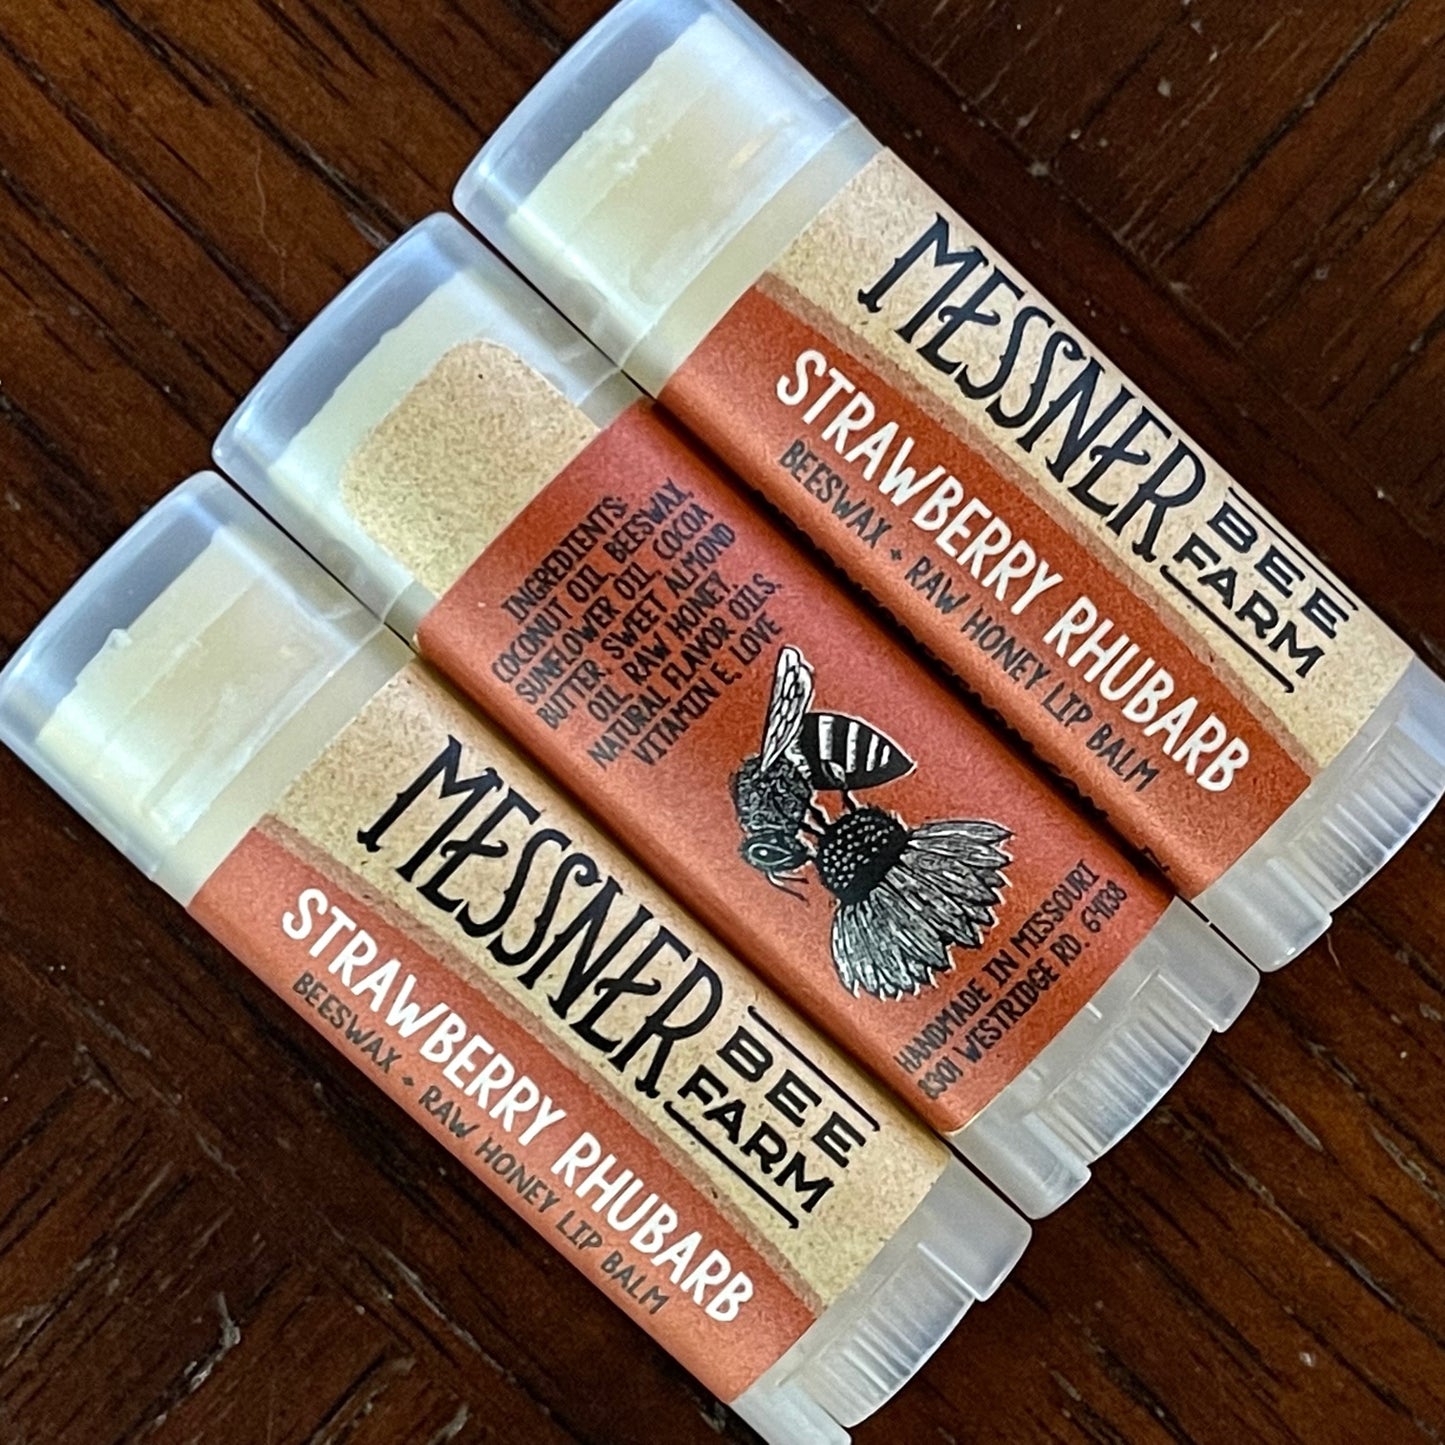 MESSNER
BEE
FARM
STRAWBERRY RHUBARB
BEESWAX + RAW HONEY LIP BALM
INGREDIENTS:
COCONUT OIL, BEESWAX,
SUNFLOWER OIL, COCOA
BUTTER, SWEET ALMOND
OIL, RAW HONEY,
NATURAL FLAVOR OILS,
VITAMIN E, LOVE
HANDMADE IN MISSOURI
8301 WESTRIDGE RD. 64138
MESSNER
BEE
FARM
STRAWBERRY RHUBARB
BEESWAX + RAW HONEY LIP BALM